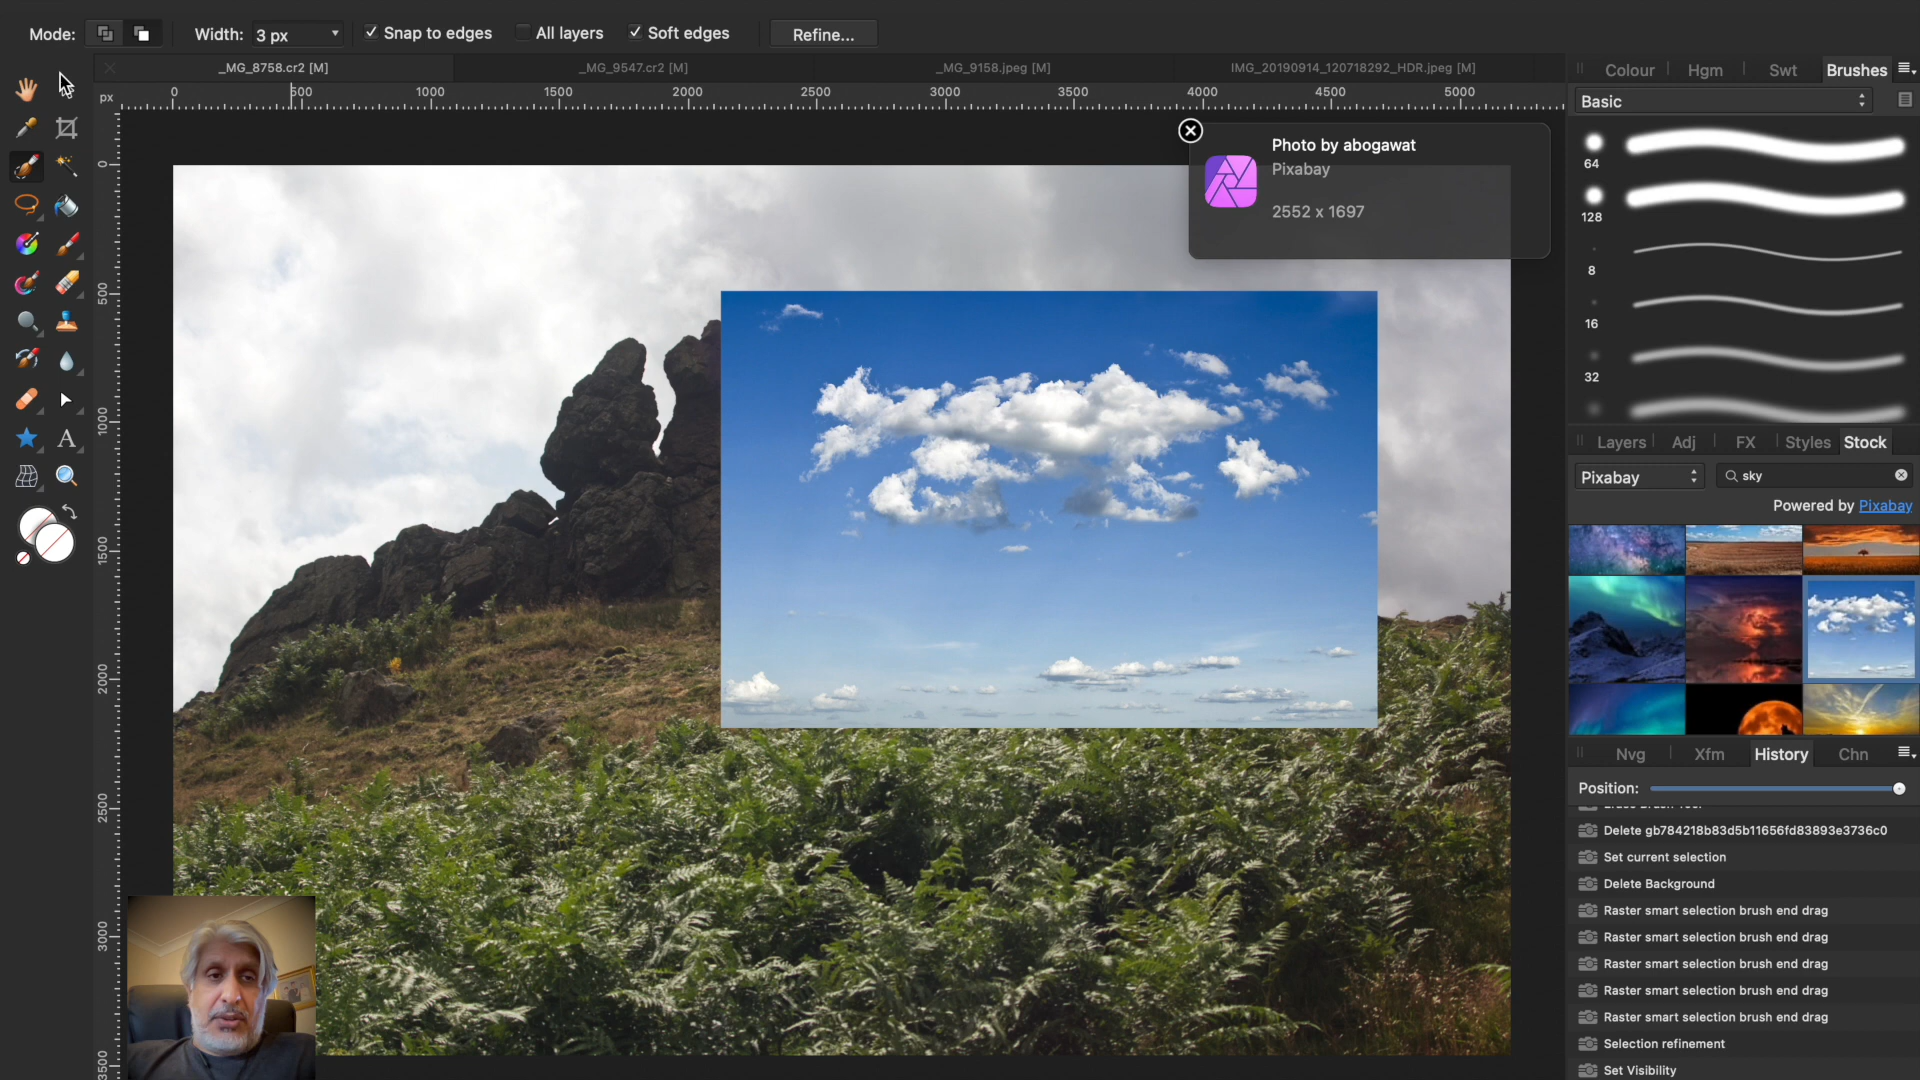 Mode:
Width: 3 px
Snap to edges
All layers
Soft edges
Refine...
_MG_8758.cr2 [M]
_MG_9547.cr2 [M]
_MG_9158.jpeg [M]
IMG_20190914_120718292_HDR.jpeg [M]
px
0 500 1000 1500 2000 2500 3000 3500 4000 4500 5000
0
500
1000
1500
2000
2500
3000
3500
Photo by abogawat
Pixabay
2552 x 1697
A
Colour Hgm Swt Brushes
Basic
64
128
8
16
32
Layers Adj FX Styles Stock
Pixabay sky
Powered by Pixabay
Nvg Xfm History Chn
Position:
Delete gb784218b83d5b11656fd83893e3736c0
Set current selection
Delete Background
Raster smart selection brush end drag
Raster smart selection brush end drag
Raster smart selection brush end drag
Raster smart selection brush end drag
Raster smart selection brush end drag
Selection refinement
Set Visibility